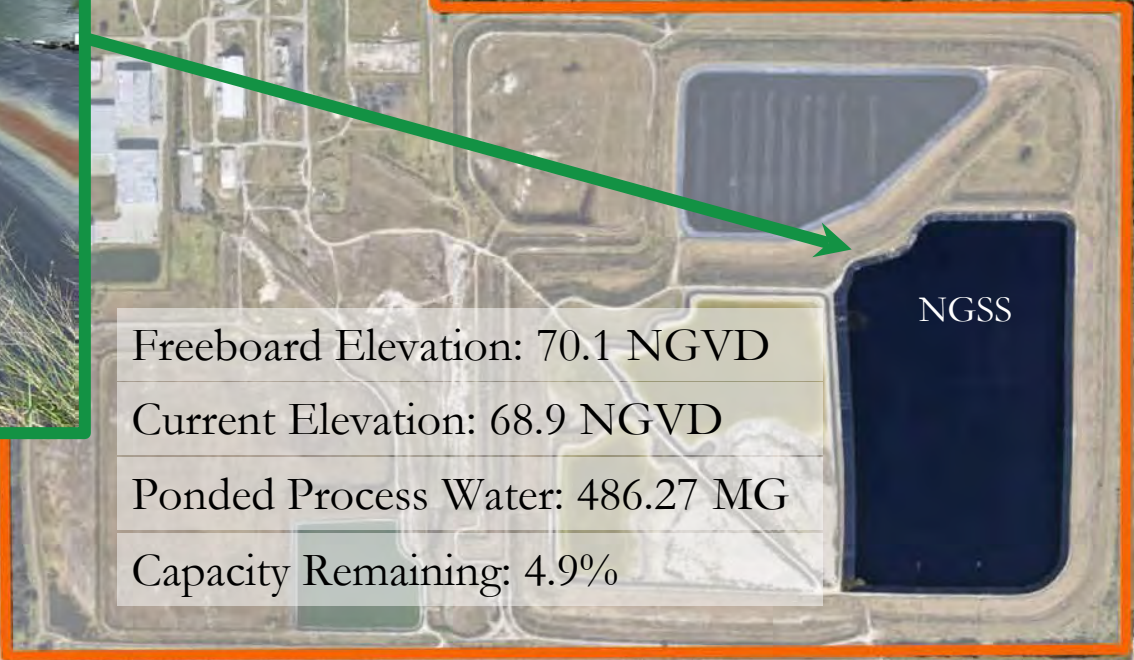 NGSS
Freeboard Elevation: 70.1 NGVD
Current Elevation: 68.9 NGVD
Ponded Process Water: 486.27 MG
Capacity Remaining: 4.9%